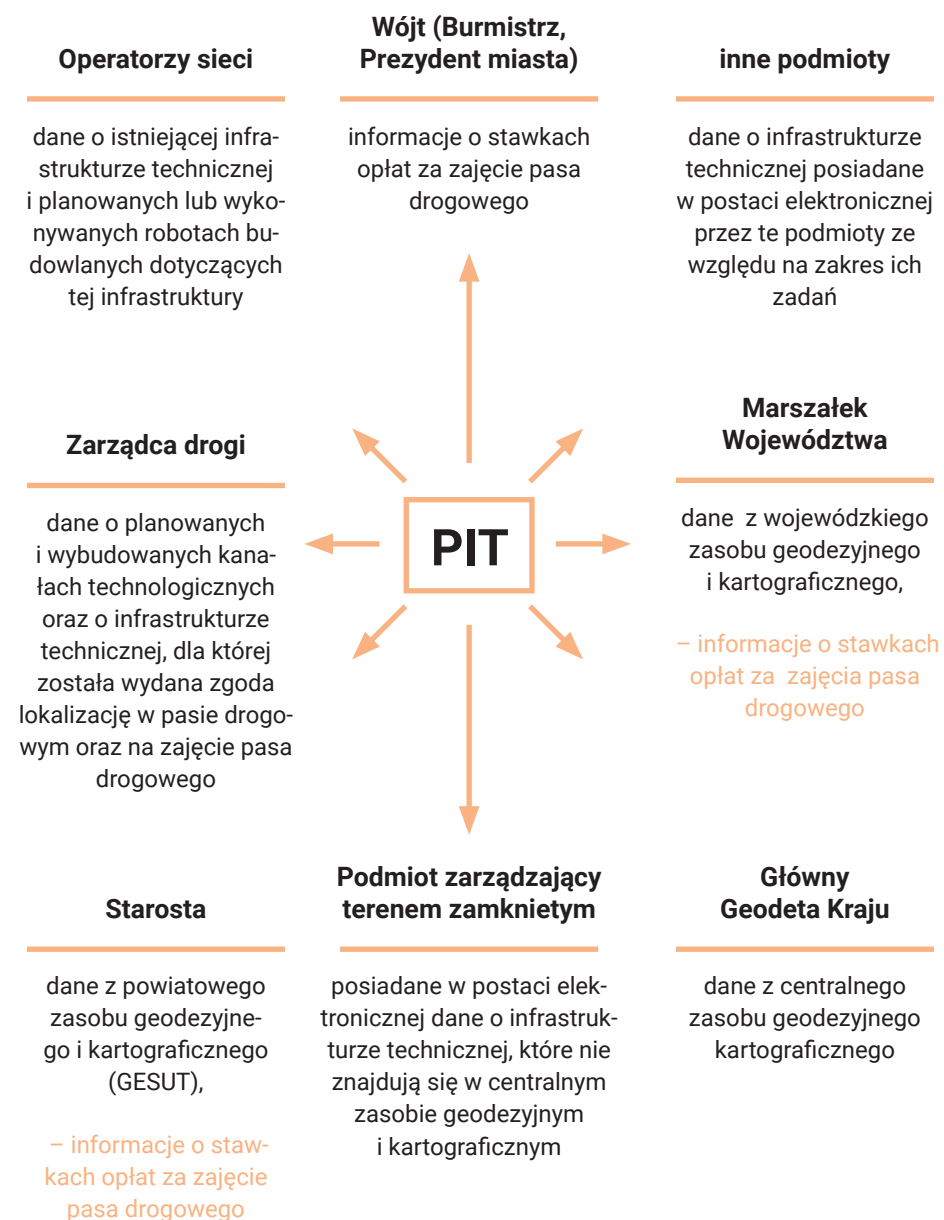 Operatorzy sieci
dane o istniejącej infra-
strukturze technicznej
i planowanych lub wyko-
nywanych robotach bu-
dowlanych dotyczących
tej infrastruktury
Wójt (Burmistrz,
Prezydent miasta)
informacje o stawkach
opłat za zajęcie pasa
drogowego
inne podmioty
dane o infrastrukturze
technicznej posiadane
w postaci elektronicznej
przez te podmioty ze
względu na zakres ich
zadań
Zarządca drogi
dane o planowanych
i wybudowanych kana-
łach technologicznych
oraz o infrastrukturze
technicznej, dla której
została wydana zgoda
lokalizację w pasie drogo-
wym oraz na zajęcie pasa
drogowego
PIT
Marszałek
Województwa
dane z wojewódzkiego
zasobu geodezyjnego
i kartograficznego,
– informacje o stawkach
opłat za zajęcia pasa
drogowego
Starosta
dane z powiatowego
zasobu geodezyjne-
go i kartograficznego
(GESUT),
– informacje o staw-
kach opłat za zajęcie
pasa drogowego
Podmiot zarządzający
terenem zamknietym
posiadane w postaci elek-
tronicznej dane o infrastruk-
turze technicznej, które nie
znajdują się w centralnym
zasobie geodezyjnym
i kartograficznym
Główny
Geodeta Kraju
dane z centralnego
zasobu geodezyjnego
kartograficznego